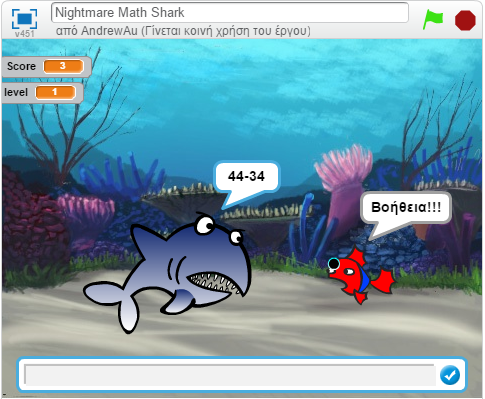 Nightmare Math Shark
από AndrewAu (Γίνεται κοινή χρήση του έργου)
v451
Score 3
level 1
44-34
Βοήθεια!!!